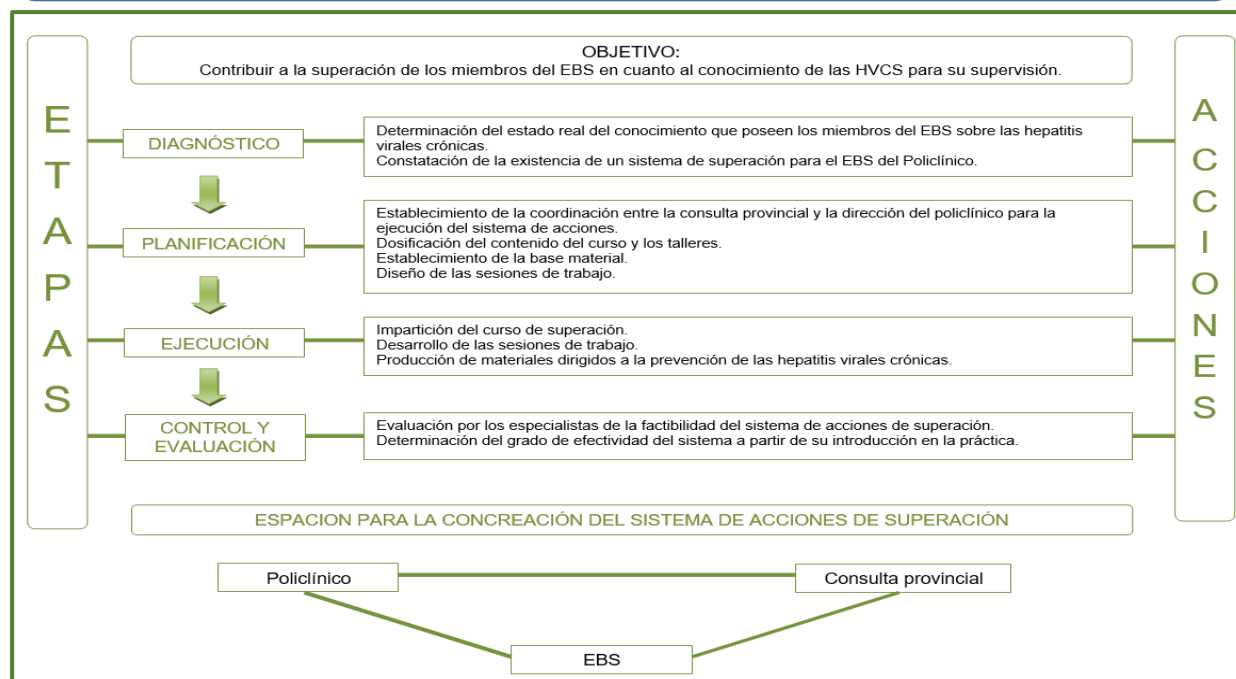 OBJETIVO:
Contribuir a la superación de los miembros del EBS en cuanto al conocimiento de las HVCS para su supervisión.
ETAPAS
ACCIONES
DIAGNÓSTICO
Determinación del estado real del conocimiento que poseen los miembros del EBS sobre las hepatitis
virales crónicas.
Constatación de la existencia de un sistema de superación para el EBS del Policlínico.
PLANIFICACIÓN
Establecimiento de la coordinación entre la consulta provincial y la dirección del policlínico para la
ejecución del sistema de acciones.
Dosificación del contenido del curso y los talleres.
Establecimiento de la base material.
Diseño de las sesiones de trabajo.
EJECUCIÓN
Impartición del curso de superación.
Desarrollo de las sesiones de trabajo.
Producción de materiales dirigidos a la prevención de las hepatitis virales crónicas.
CONTROL Y
EVALUACIÓN
Evaluación por los especialistas de la factibilidad del sistema de acciones de superación.
Determinación del grado de efectividad del sistema a partir de su introducción en la práctica.
ESPACION PARA LA CONCREACIÓN DEL SISTEMA DE ACCIONES DE SUPERACIÓN
Policlínico
Consulta provincial
EBS